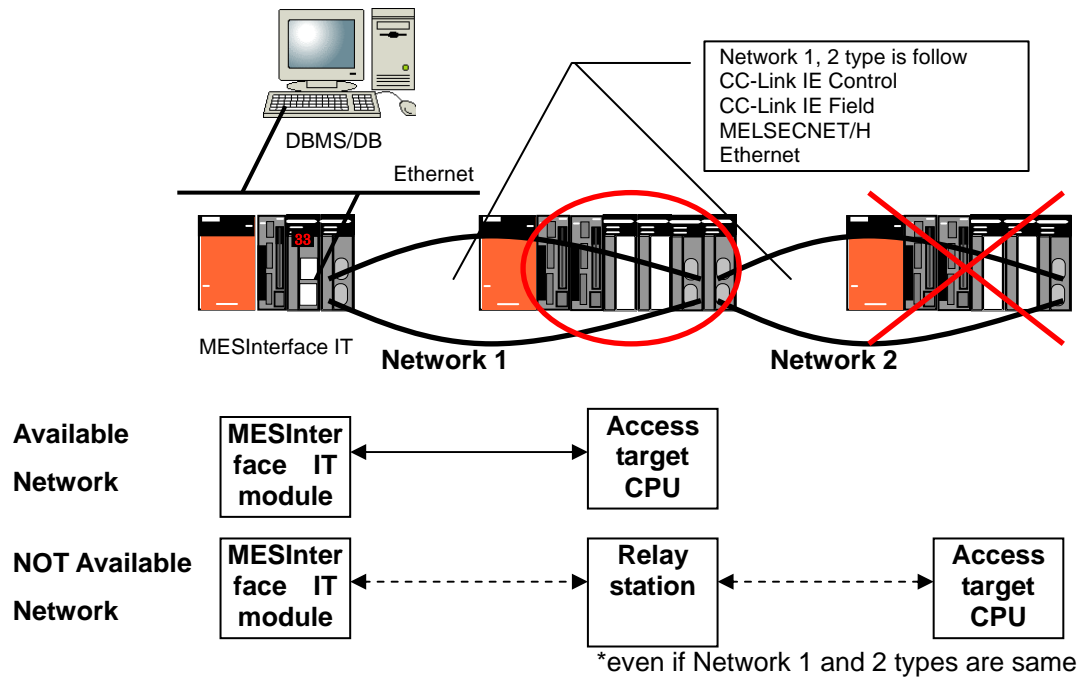 Network 1, 2 type is follow
CC-Link IE Control
CC-Link IE Field
MELSECNET/H
Ethernet
DBMS/DB
Ethernet
33
MESInterface IT
Network 1
Network 2
Available
Network
MESInter
face IT
module
Access
target
CPU
NOT Available
Network
MESInter
face IT
module
Relay
station
Access
target
CPU
*even if Network 1 and 2 types are same